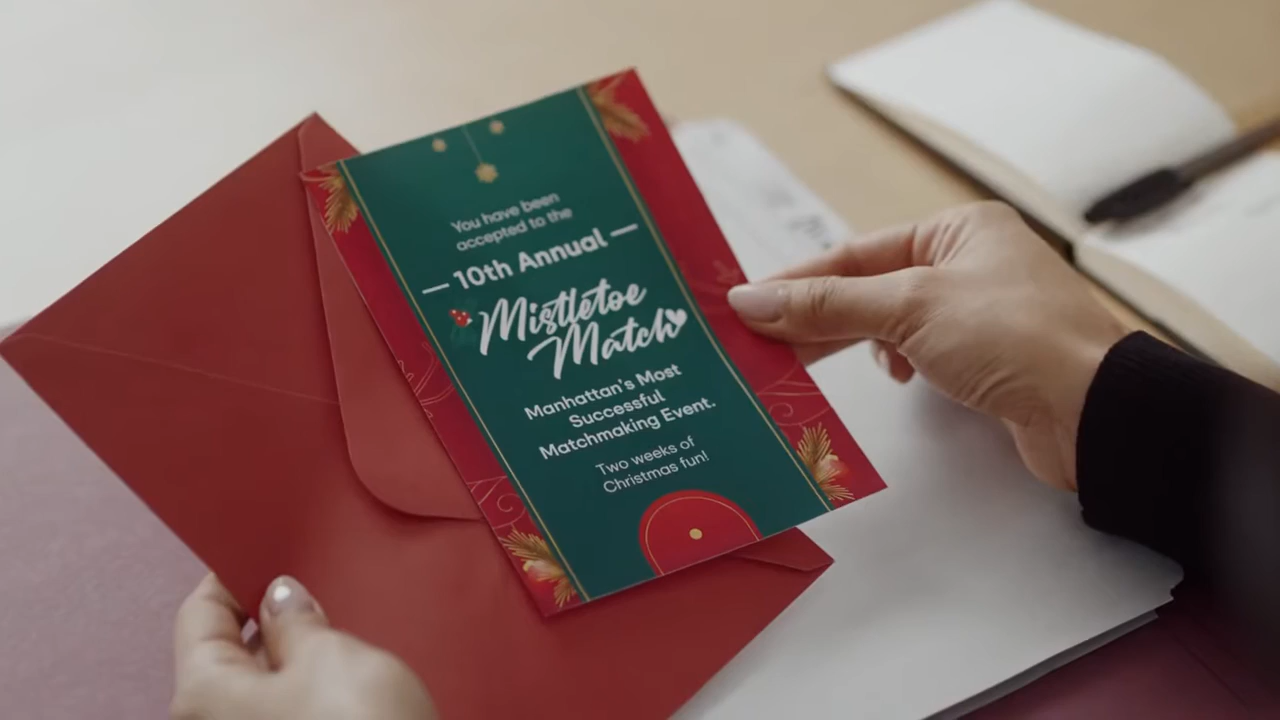 You have been
accepted to the
10th Annual
Mistletoe
Match
Manhattan's Most
Successful
Matchmaking Event.
Two weeks of
Christmas fun!